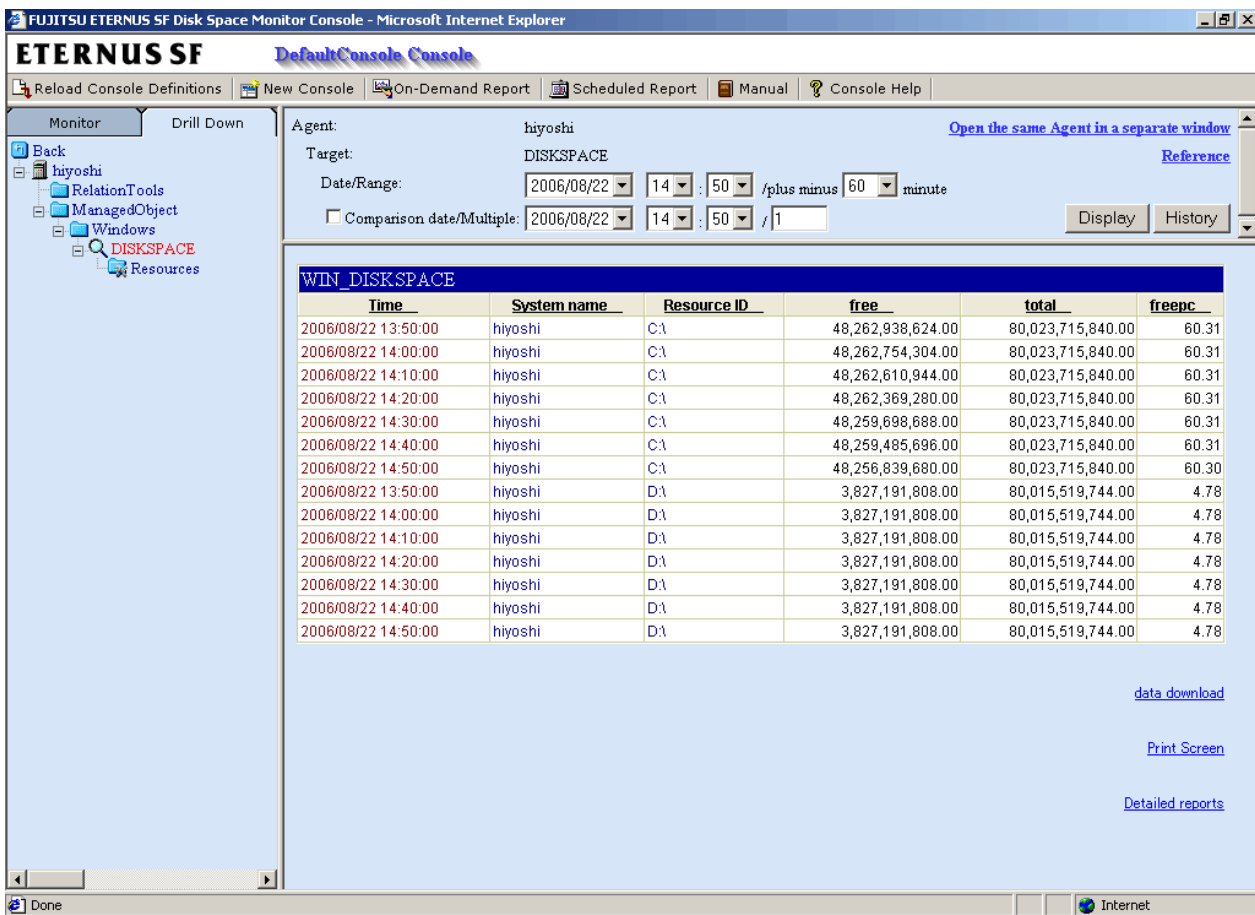 FUJITSU ETERNUS SF Disk Space Monitor Console - Microsoft Internet Explorer
ETERNUS SF DefaultConsole Console
Reload Console Definitions New Console On-Demand Report Scheduled Report Manual Console Help
Monitor Drill Down
Back
hiyoshi
RelationTools
ManagedObject
Windows
DISKSPACE
Resources
Agent: hiyoshi Open the same Agent in a separate window
Target: DISKSPACE Reference
Date/Range: 2006/08/22 14 : 50 /plus minus 60 minute
Comparison date/Multiple: 2006/08/22 14 : 50 / 1 Display History
WIN_DISKSPACE
Time System name Resource ID free total freepc
2006/08/22 13:50:00 hiyoshi C:\ 48,262,938,624.00 80,023,715,840.00 60.31
2006/08/22 14:00:00 hiyoshi C:\ 48,262,754,304.00 80,023,715,840.00 60.31
2006/08/22 14:10:00 hiyoshi C:\ 48,262,610,944.00 80,023,715,840.00 60.31
2006/08/22 14:20:00 hiyoshi C:\ 48,262,369,280.00 80,023,715,840.00 60.31
2006/08/22 14:30:00 hiyoshi C:\ 48,259,698,688.00 80,023,715,840.00 60.31
2006/08/22 14:40:00 hiyoshi C:\ 48,259,485,696.00 80,023,715,840.00 60.31
2006/08/22 14:50:00 hiyoshi C:\ 48,256,839,680.00 80,023,715,840.00 60.30
2006/08/22 13:50:00 hiyoshi D:\ 3,827,191,808.00 80,015,519,744.00 4.78
2006/08/22 14:00:00 hiyoshi D:\ 3,827,191,808.00 80,015,519,744.00 4.78
2006/08/22 14:10:00 hiyoshi D:\ 3,827,191,808.00 80,015,519,744.00 4.78
2006/08/22 14:20:00 hiyoshi D:\ 3,827,191,808.00 80,015,519,744.00 4.78
2006/08/22 14:30:00 hiyoshi D:\ 3,827,191,808.00 80,015,519,744.00 4.78
2006/08/22 14:40:00 hiyoshi D:\ 3,827,191,808.00 80,015,519,744.00 4.78
2006/08/22 14:50:00 hiyoshi D:\ 3,827,191,808.00 80,015,519,744.00 4.78
data download
Print Screen
Detailed reports
Done Internet